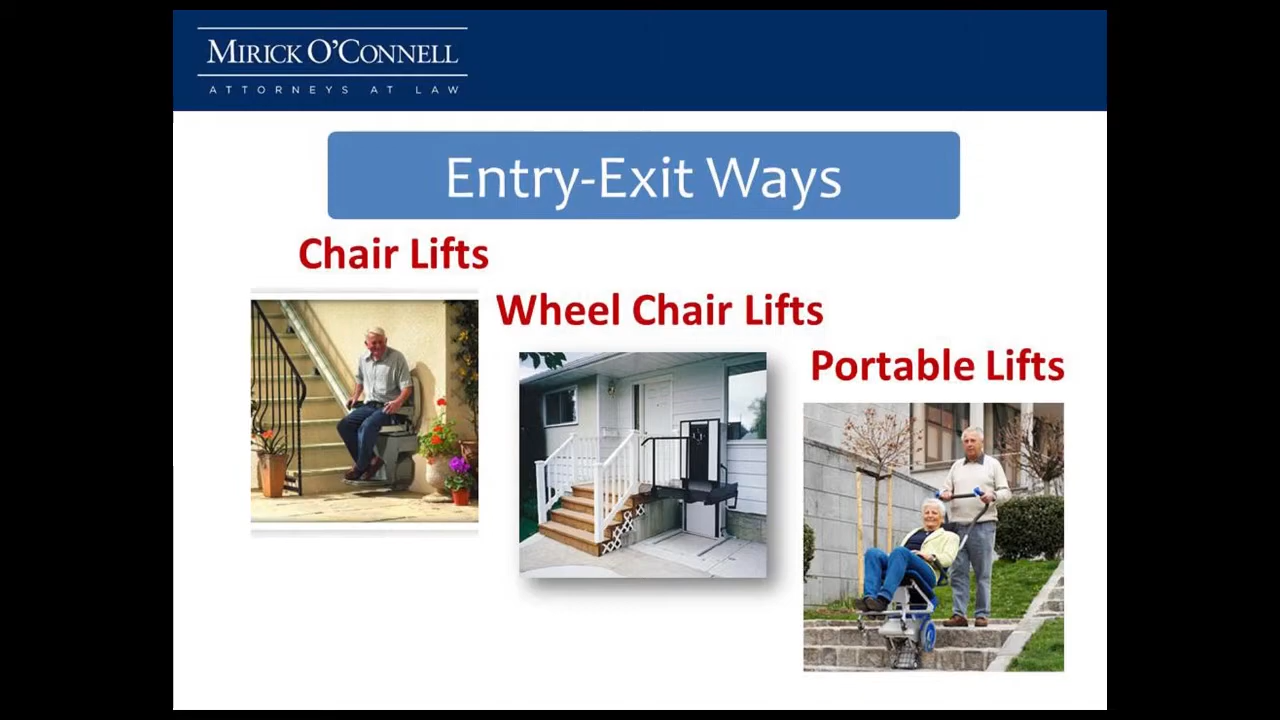 MIRICK O'CONNELL
ATTORNEYS AT LAW
Entry-Exit Ways
Chair Lifts
Wheel Chair Lifts
Portable Lifts